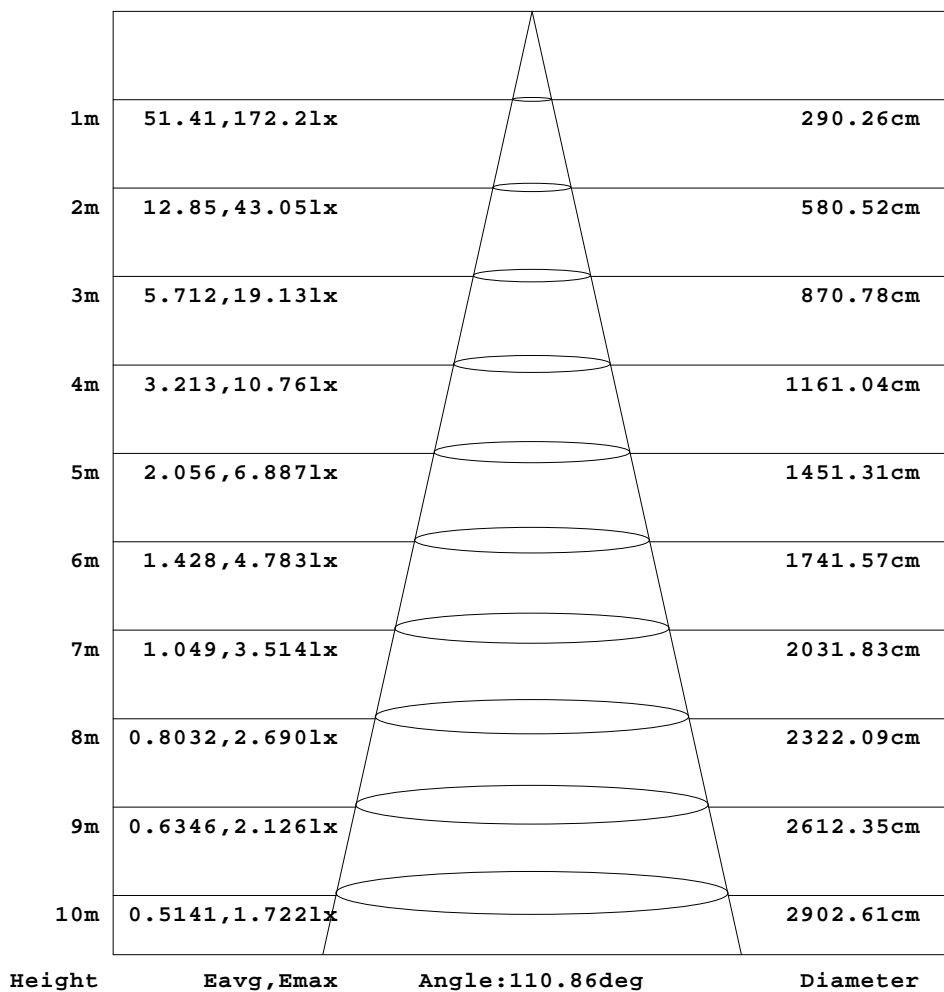 1m 51.41,172.2lx 290.26cm
2m 12.85,43.05lx 580.52cm
3m 5.712,19.13lx 870.78cm
4m 3.213,10.76lx 1161.04cm
5m 2.056,6.887lx 1451.31cm
6m 1.428,4.783lx 1741.57cm
7m 1.049,3.514lx 2031.83cm
8m 0.8032,2.690lx 2322.09cm
9m 0.6346,2.126lx 2612.35cm
10m 0.5141,1.722lx 2902.61cm
Height Eavg,Emax Angle:110.86deg Diameter